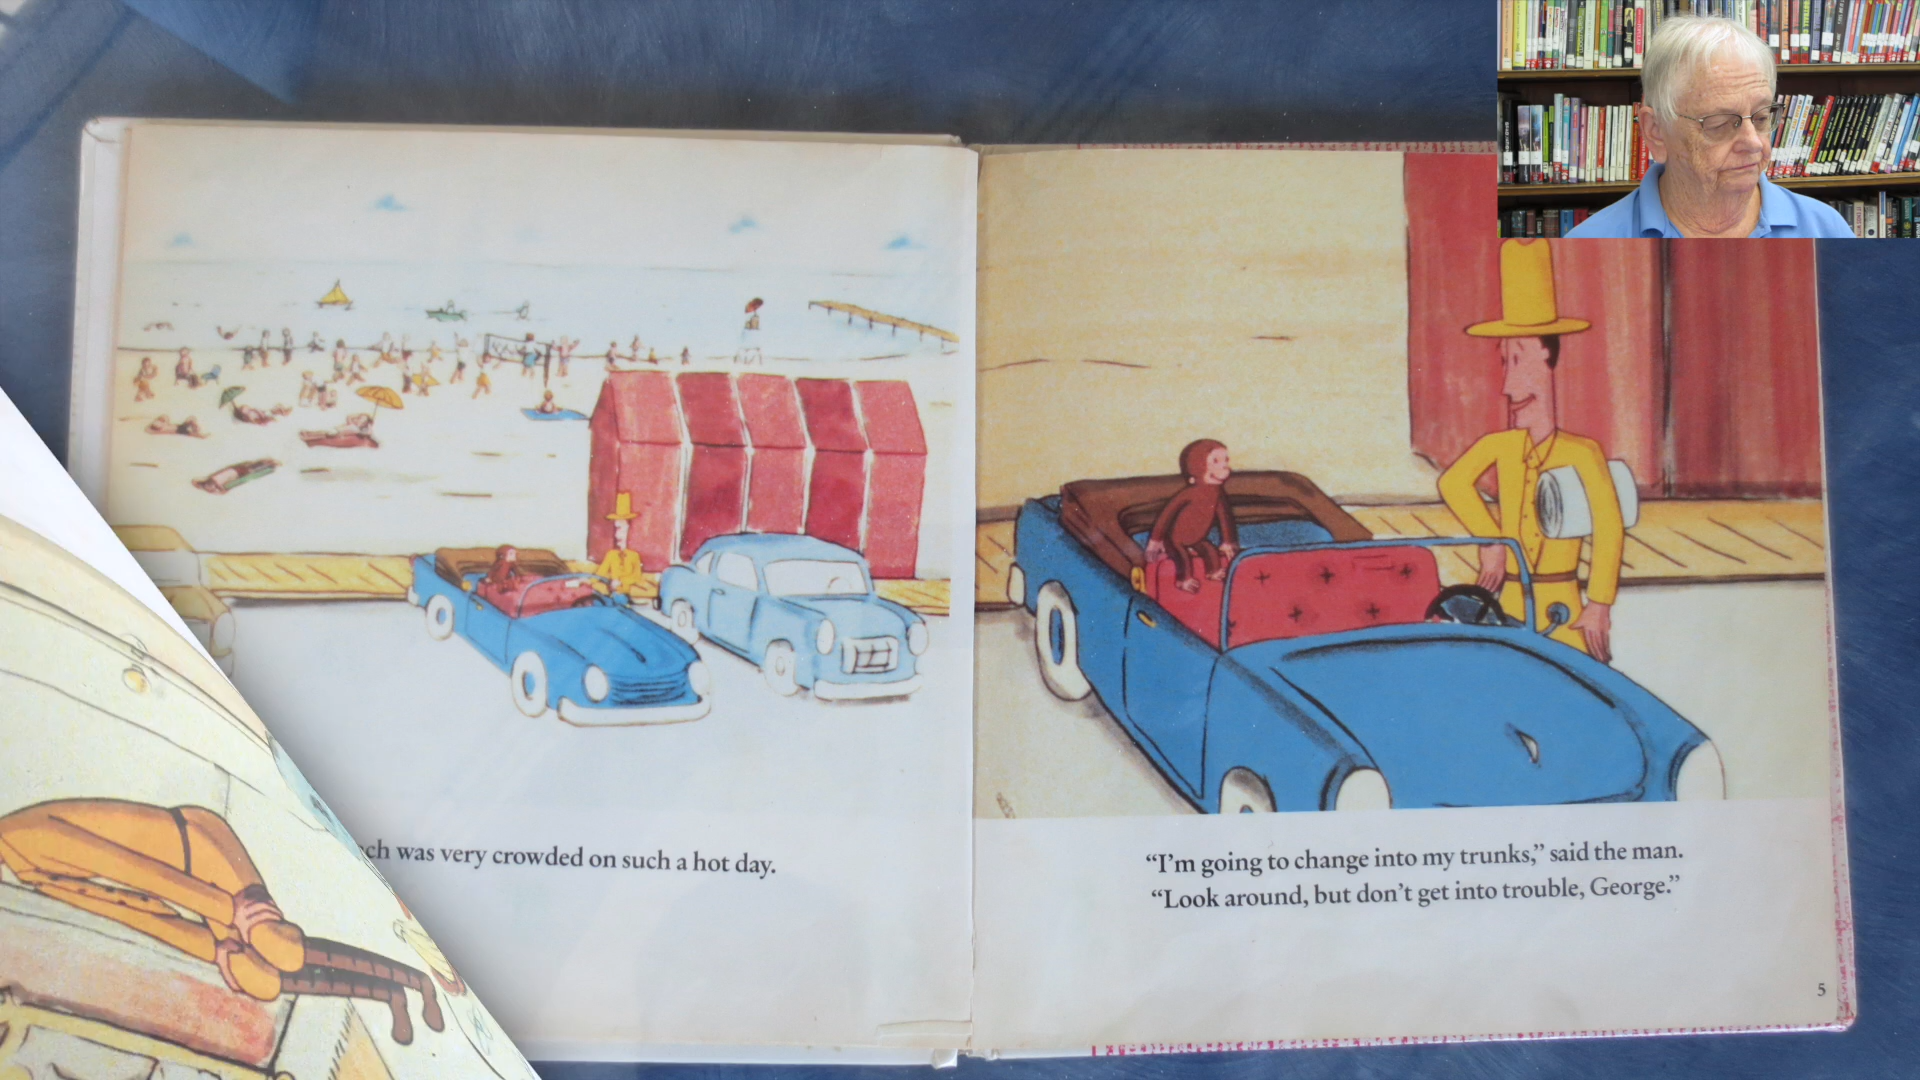 was very crowded on such a hot day.
“I’m going to change into my trunks,” said the man.
“Look around, but don’t get into trouble, George.”
5